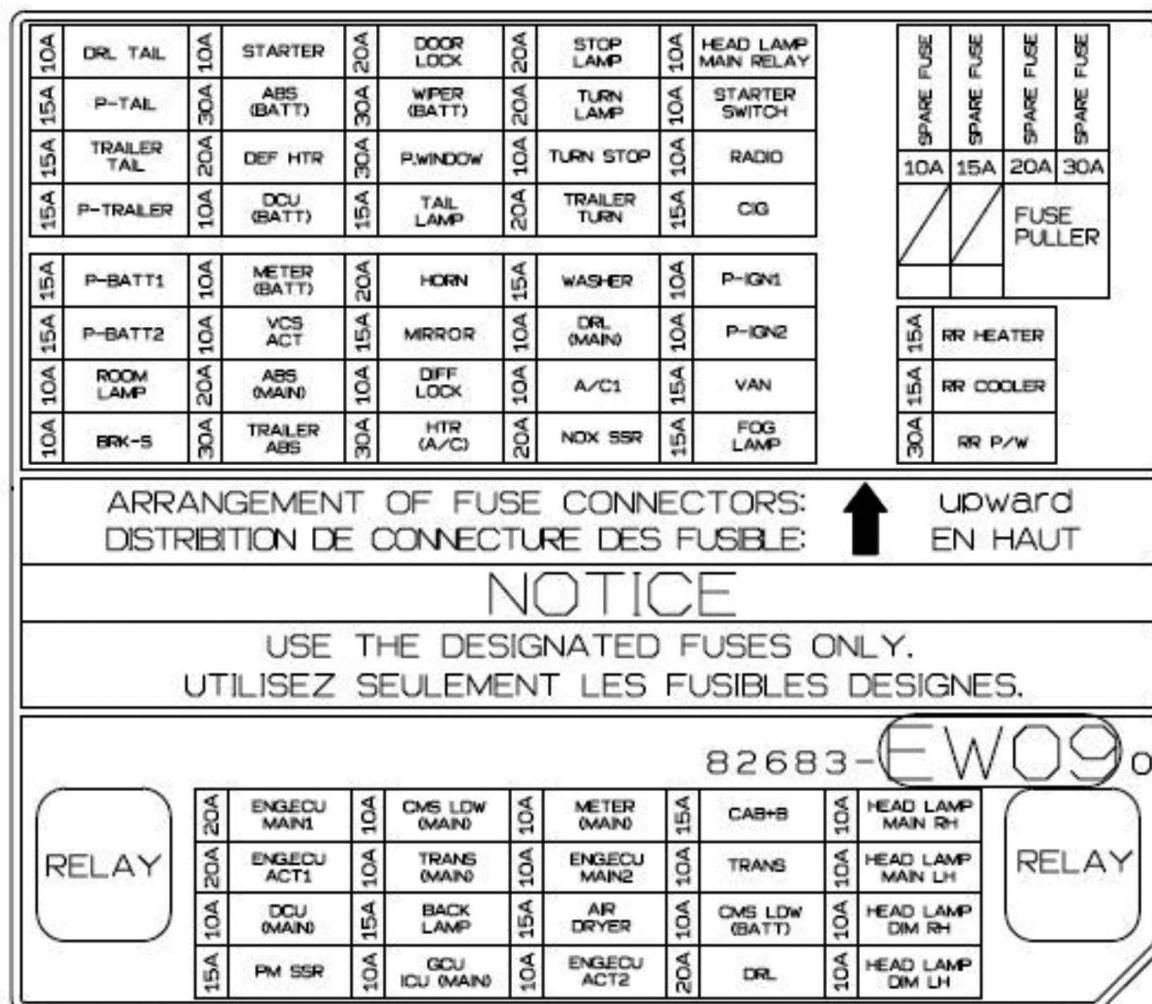 10A DRL TAIL 10A STARTER 20A DOOR LOCK 20A STOP LAMP 10A HEAD LAMP MAIN RELAY
15A P-TAIL 30A ABS (BATT) 30A WIPER (BATT) 20A TURN LAMP 10A STARTER SWITCH
15A TRAILER TAIL 20A DEF HTR 30A P.WINDOW 10A TURN STOP 10A RADIO
15A P-TRAILER 10A DCU (BATT) 15A TAIL LAMP 20A TRAILER TURN 15A CIG
15A P-BATT1 10A METER (BATT) 20A HORN 15A WASHER 10A P-IGN1
15A P-BATT2 10A VCS ACT 15A MIRROR 10A DRL (MAIN) 10A P-IGN2
10A ROOM LAMP 20A ABS (MAIN) 10A DIFF LOCK 10A A/C1 15A VAN
10A BRK-S 30A TRAILER ABS 30A HTR (A/C) 20A NOX SSR 15A FOG LAMP
SPARE FUSE SPARE FUSE SPARE FUSE SPARE FUSE
10A 15A 20A 30A
FUSE
PULLER
15A RR HEATER
15A RR COOLER
30A RR P/W
ARRANGEMENT OF FUSE CONNECTORS: upward
DISTRIBITION DE CONNECTURE DES FUSIBLE: EN HAUT
NOTICE
USE THE DESIGNATED FUSES ONLY.
UTILISEZ SEULEMENT LES FUSIBLES DESIGNES.
82683-EW090
RELAY
20A ENG.ECU MAIN1 10A CMS LDW (MAIN) 10A METER (MAIN) 15A CAB+B 10A HEAD LAMP MAIN RH
20A ENG.ECU ACT1 10A TRANS (MAIN) 10A ENG.ECU MAIN2 10A TRANS 10A HEAD LAMP MAIN LH
10A DCU (MAIN) 15A BACK LAMP 15A AIR DRYER 10A CMS LDW (BATT) 10A HEAD LAMP DIM RH
15A PM SSR 10A GCU ICU (MAIN) 10A ENG.ECU ACT2 20A DRL 10A HEAD LAMP DIM LH
RELAY